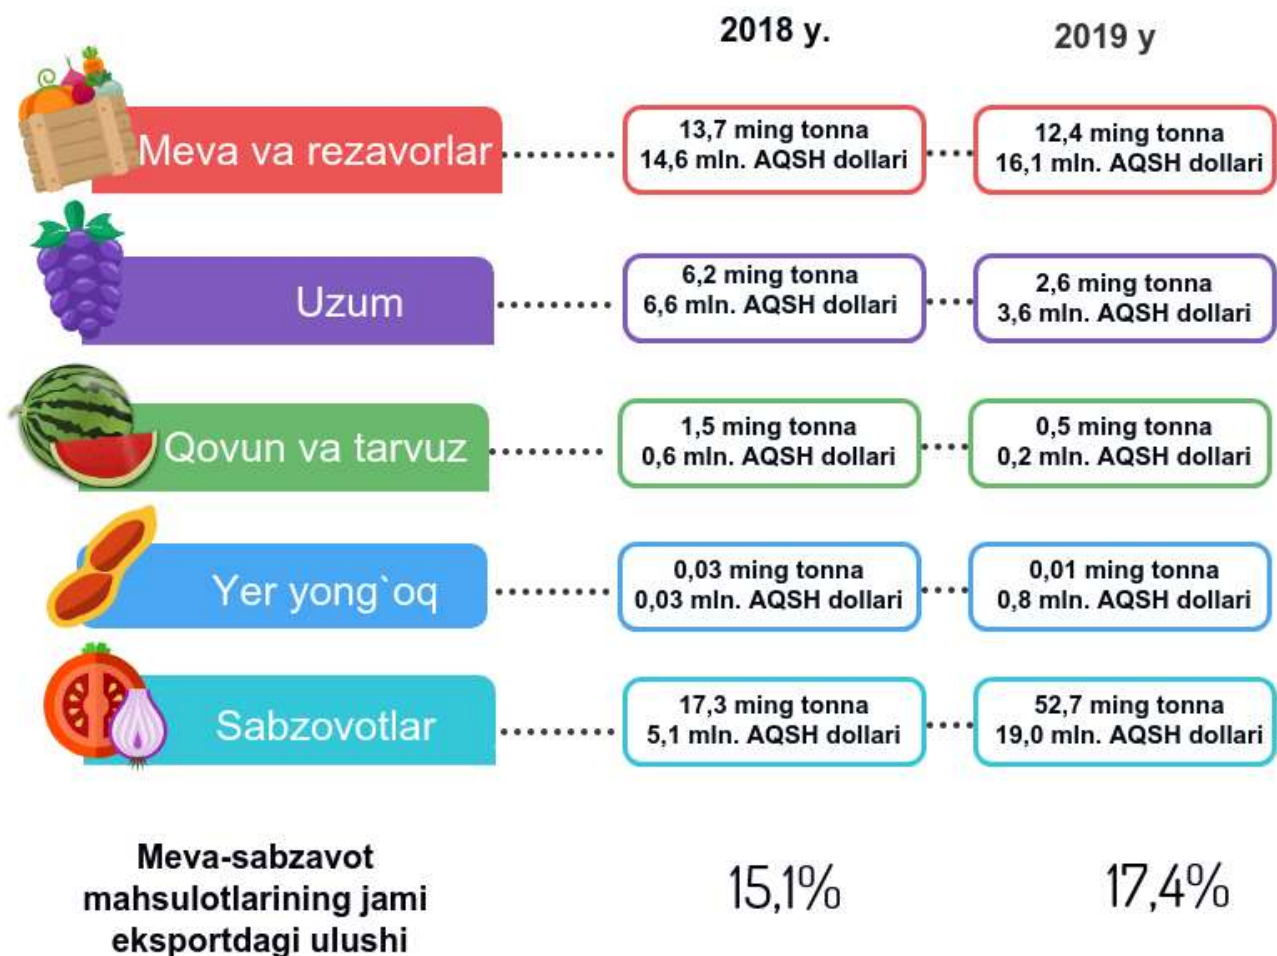 2018 y.
2019 y
Meva va rezavorlar
13,7 ming tonna
14,6 mln. AQSH dollari
12,4 ming tonna
16,1 mln. AQSH dollari
Uzum
6,2 ming tonna
6,6 mln. AQSH dollari
2,6 ming tonna
3,6 mln. AQSH dollari
Qovun va tarvuz
1,5 ming tonna
0,6 mln. AQSH dollari
0,5 ming tonna
0,2 mln. AQSH dollari
Yer yong`oq
0,03 ming tonna
0,03 mln. AQSH dollari
0,01 ming tonna
0,8 mln. AQSH dollari
Sabzovotlar
17,3 ming tonna
5,1 mln. AQSH dollari
52,7 ming tonna
19,0 mln. AQSH dollari
Meva-sabzavot
mahsulotlarining jami
eksportdagi ulushi
15,1%
17,4%